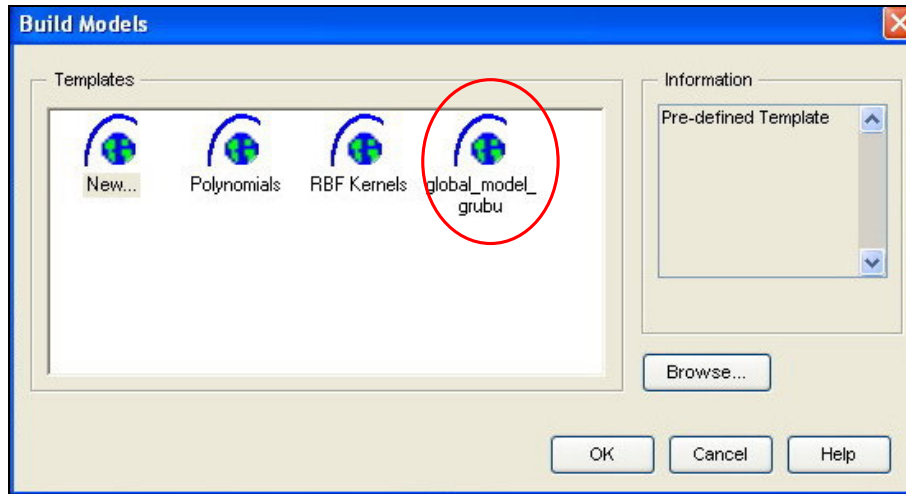 Build Models
Templates
New...
Polynomials
RBF Kernels
global_model_
grubu
Information
Pre-defined Template
Browse...
OK
Cancel
Help